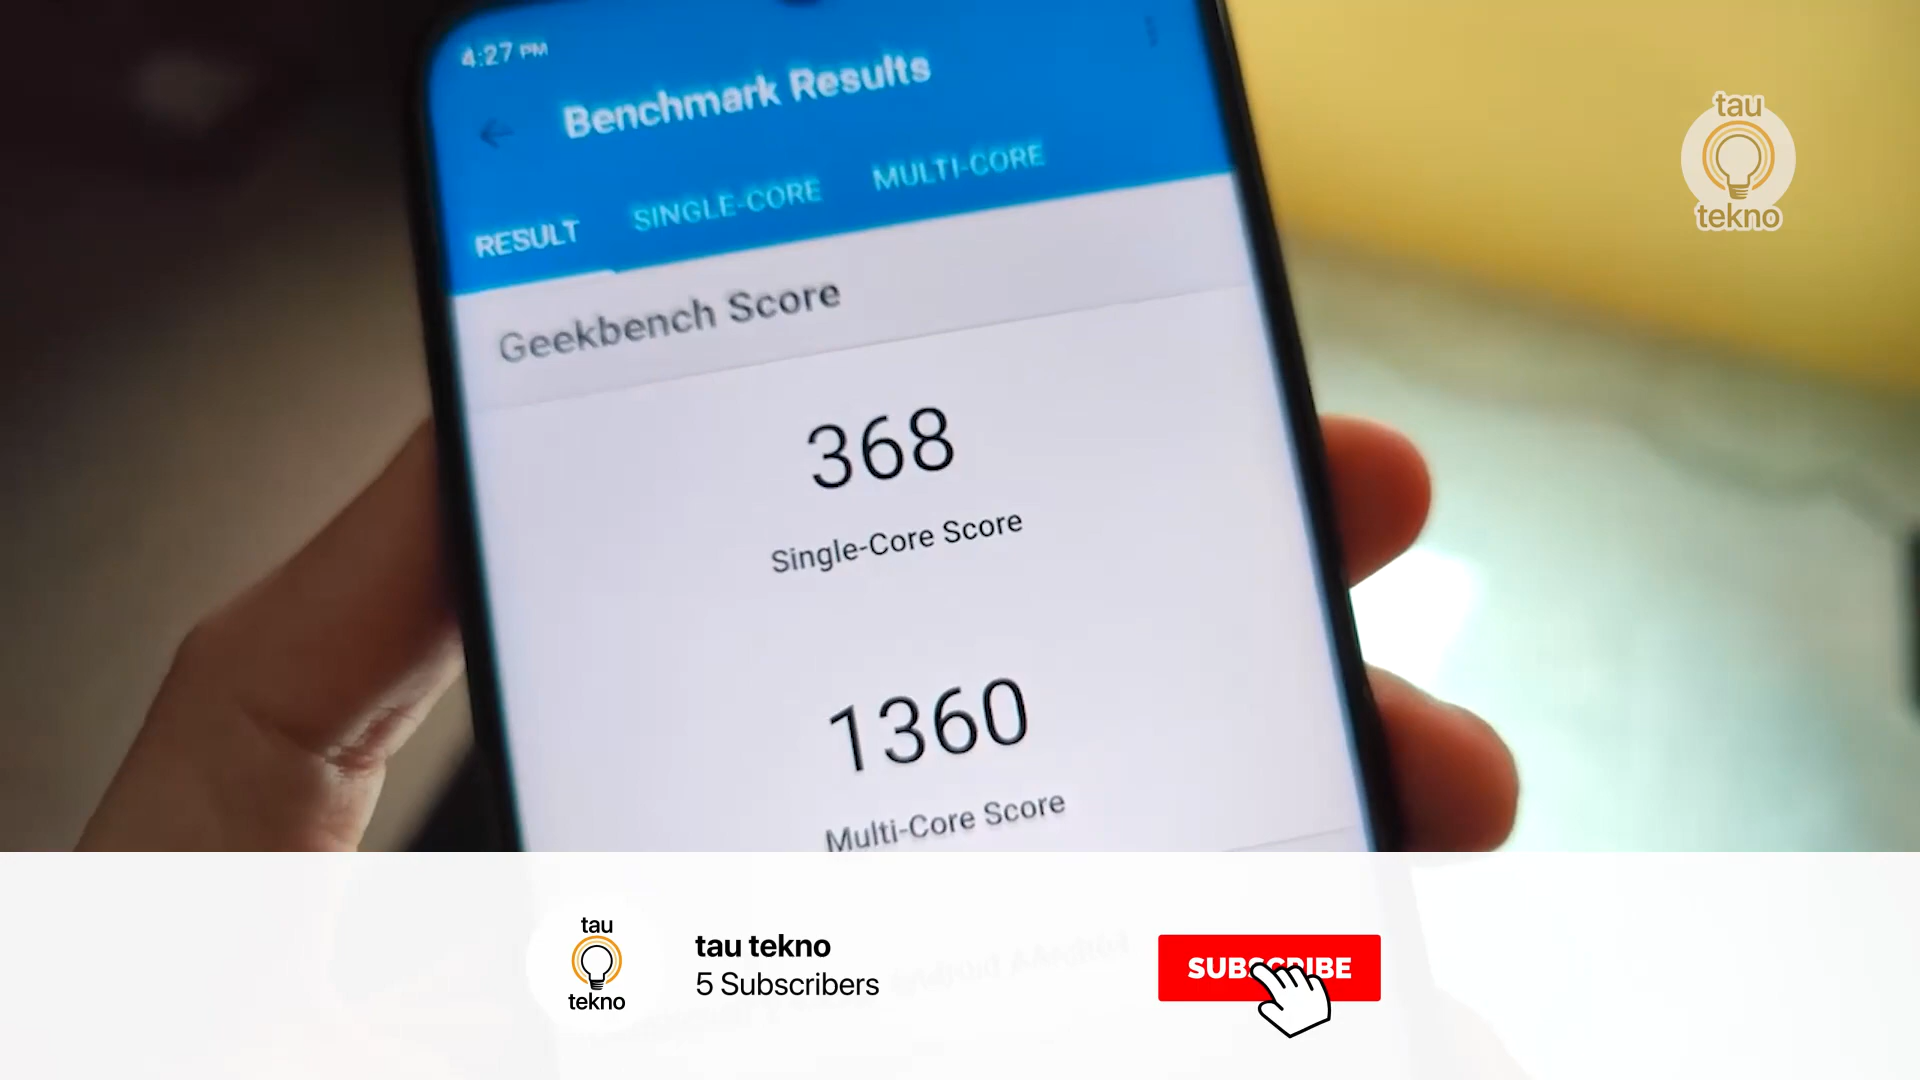 4:27 PM
Benchmark Results
RESULT SINGLE-CORE MULTI-CORE
Geekbench Score
368
Single-Core Score
1360
Multi-Core Score
tau
tekno
tau
tekno
tau tekno
5 Subscribers
SUBSCRIBE